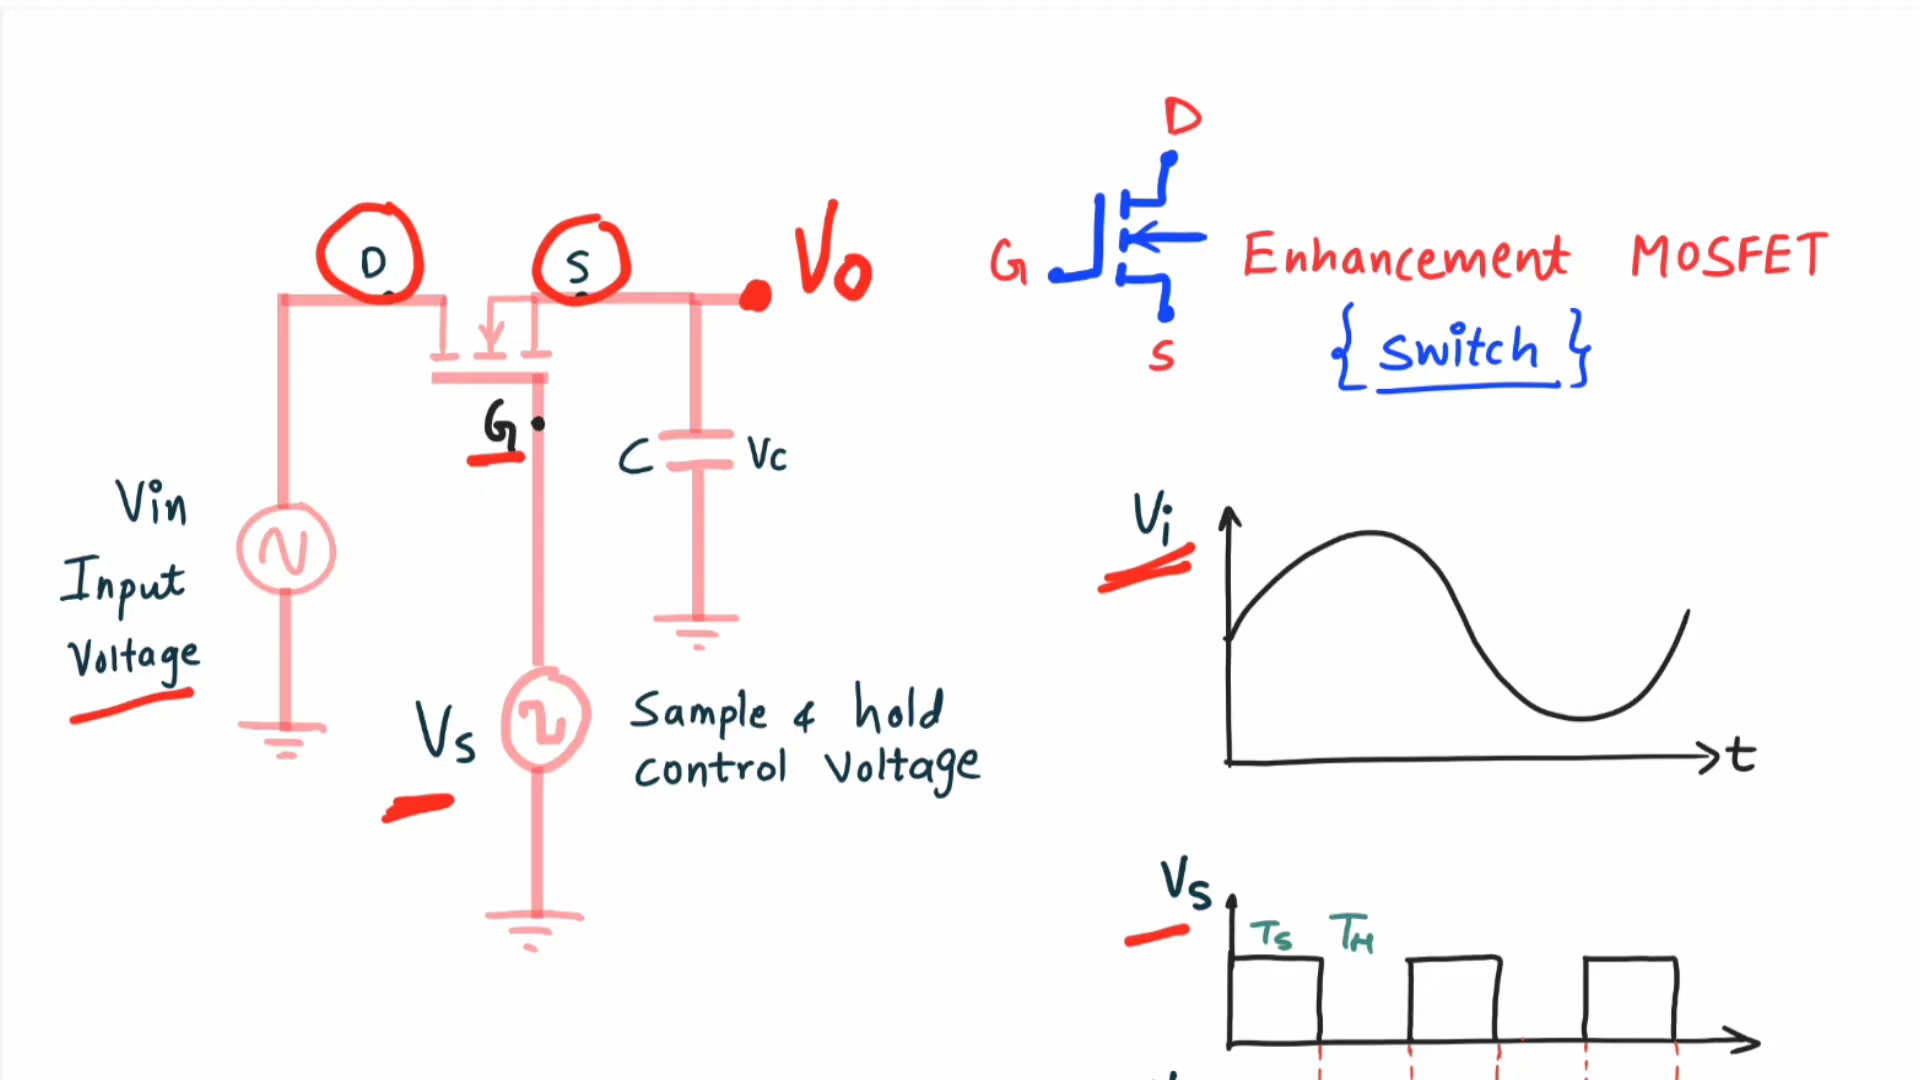 D
S
Vo
G
C
Vc
Vin
Input
Voltage
Vs
Sample & hold
control Voltage
D
G
S
Enhancement MOSFET
{ Switch }
Vi
t
Vs
Ts
TH